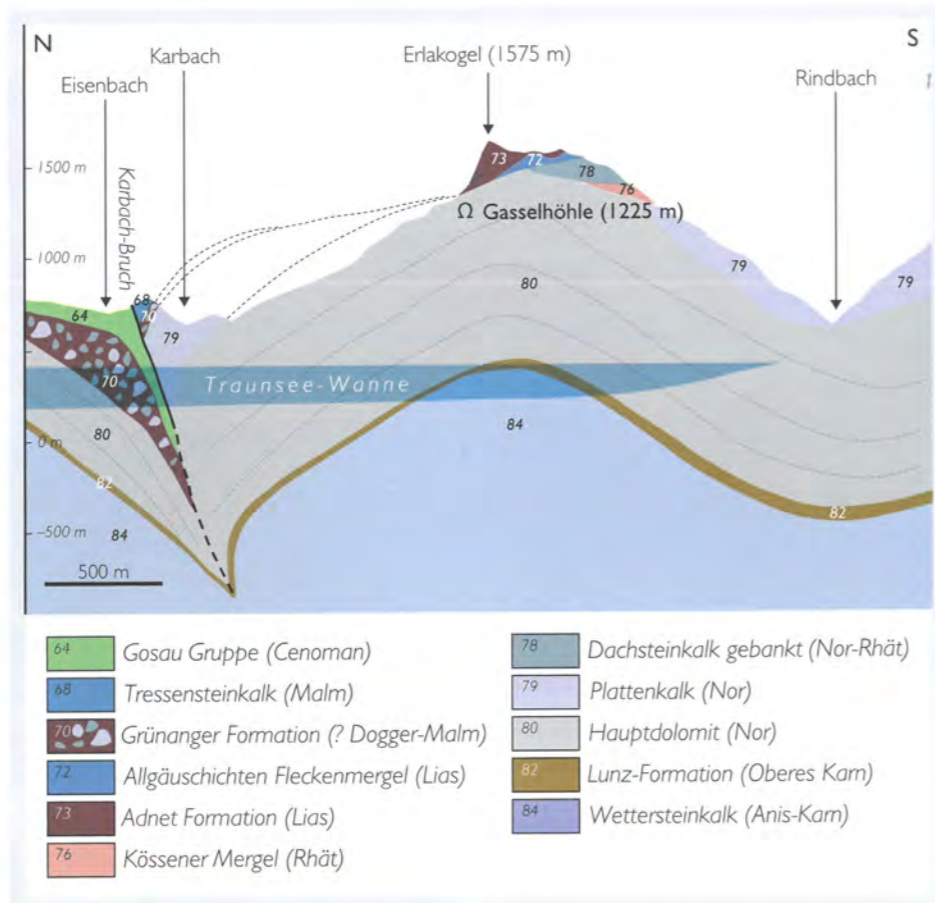 N
S
Karbach
Erlakogel (1575 m)
Eisenbach
Rindbach
Karbach-Bruch
1500 m
1000 m
0 m
-500 m
73
72
78
76
Ω Gasselhöhle (1225 m)
68
70
64
79
79
79
80
70
Traunsee-Wanne
84
80
82
84
82
500 m
64 Gosau Gruppe (Cenoman)
68 Tressensteinkalk (Malm)
70 Grünanger Formation (? Dogger-Malm)
72 Allgäuschichten Fleckenmergel (Lias)
73 Adnet Formation (Lias)
76 Kössener Mergel (Rhät)
78 Dachsteinkalk gebankt (Nor-Rhät)
79 Plattenkalk (Nor)
80 Hauptdolomit (Nor)
82 Lunz-Formation (Oberes Karn)
84 Wettersteinkalk (Anis-Karn)